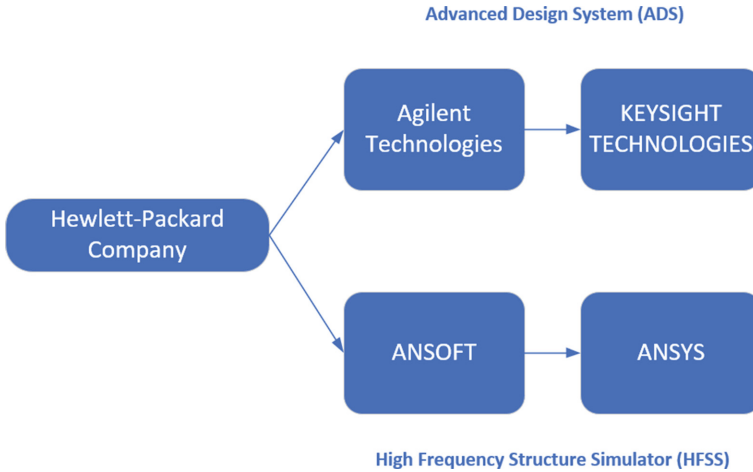 Advanced Design System (ADS)
Agilent
Technologies
KEYSIGHT
TECHNOLOGIES
Hewlett-Packard
Company
ANSOFT
ANSYS
High Frequency Structure Simulator (HFSS)